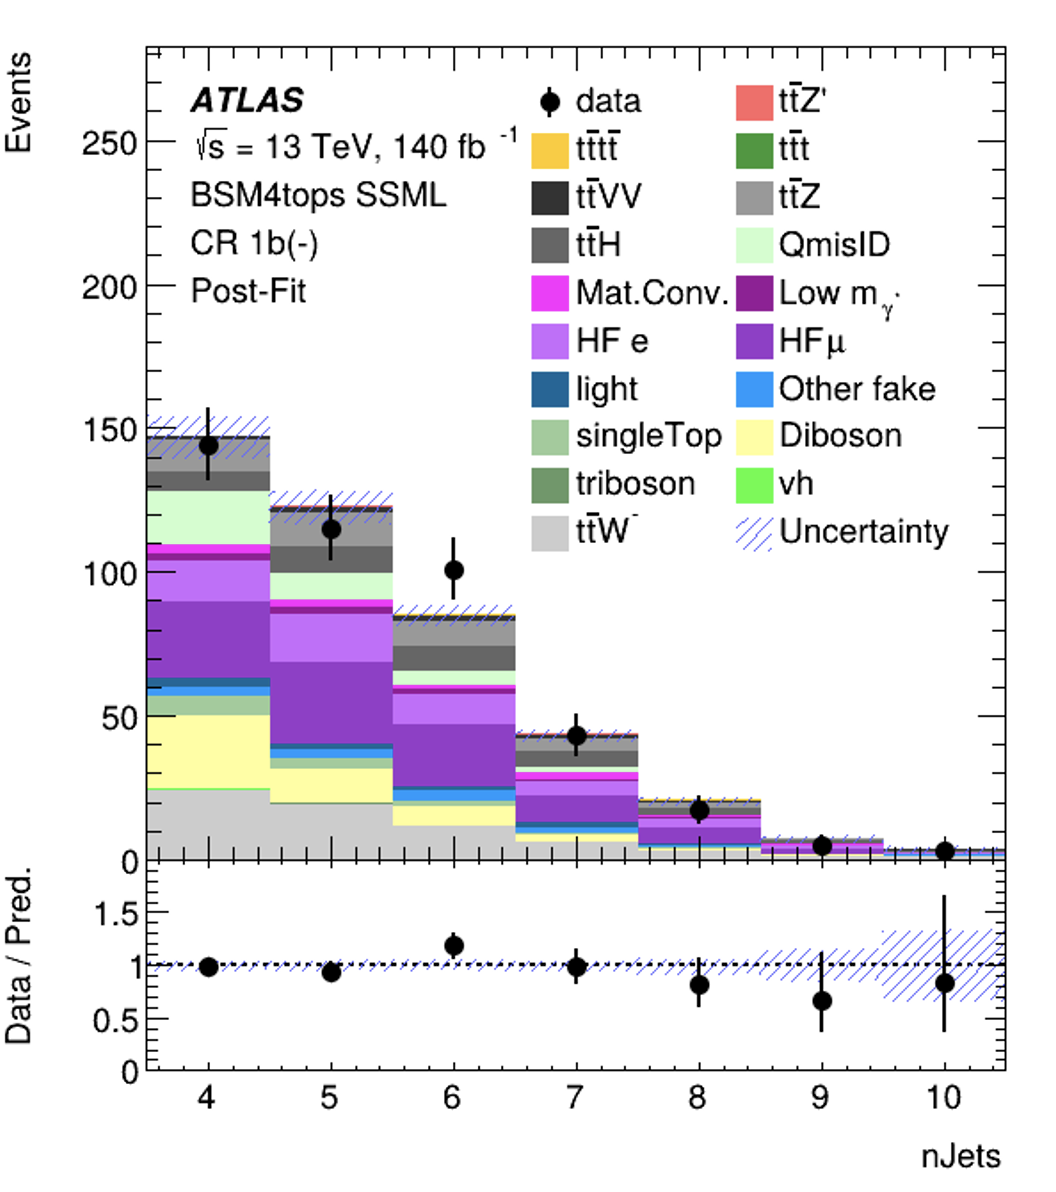 Events
250
200
150
100
50
0
ATLAS
√s = 13 TeV, 140 fb -1
BSM4tops SSML
CR 1b(-)
Post-Fit
data
tt̄Z'
tt̄tt̄
tt̄t
tt̄VV
tt̄Z
tt̄H
QmisID
Mat.Conv.
Low m γ*
HF e
HF μ
light
Other fake
singleTop
Diboson
triboson
vh
tt̄W-
Uncertainty
Data / Pred.
1.5
1
0.5
0
4 5 6 7 8 9 10
nJets